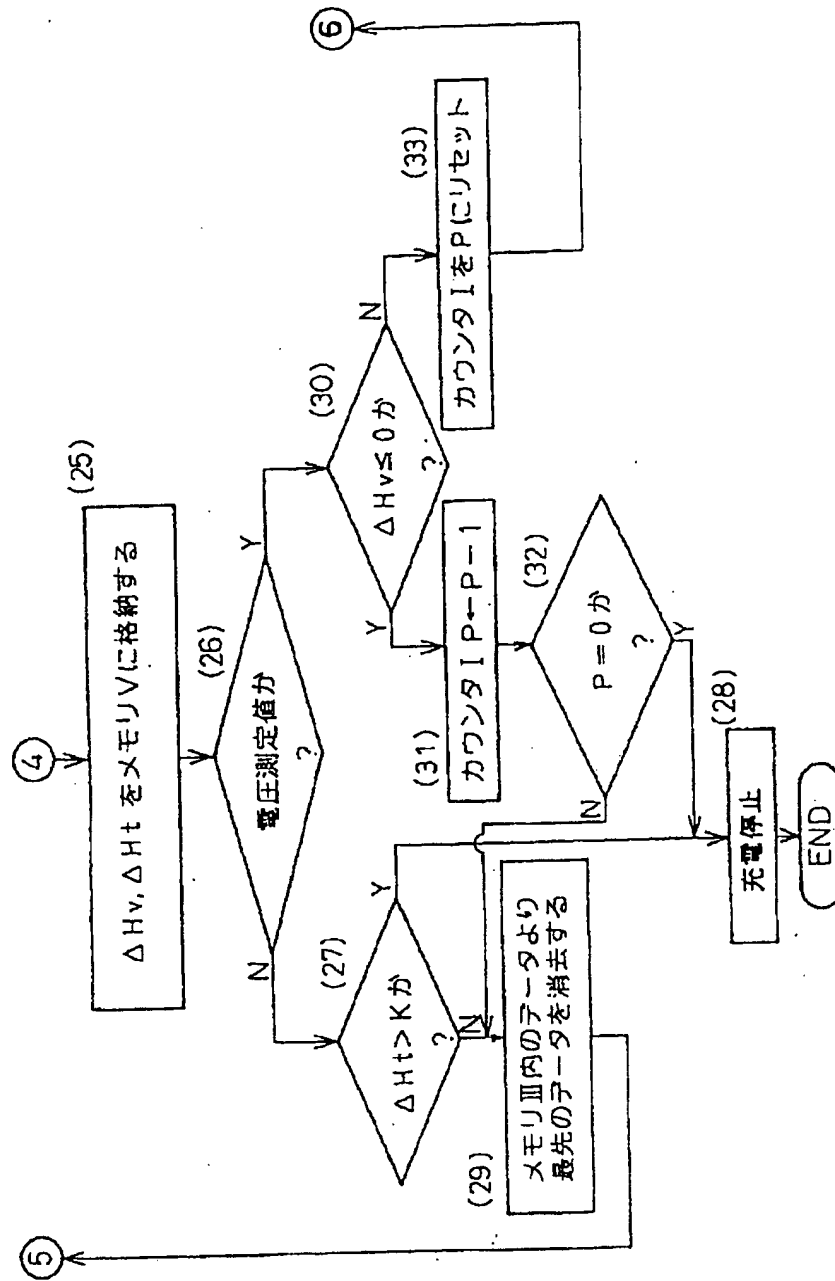 ④
(25)
ΔHv,ΔHt をメモリVに格納する
(26)
電圧測定値か
?
N
Y
(27)
ΔHt>Kか
?
N
Y
(30)
ΔHv≦0か
?
Y
N
(29)
メモリⅢ内のデータより
最先のデータを消去する
(31)
カウンタI P←P−1
(33)
カウンタIをPにリセット
(32)
P=0か
?
N
Y
(28)
充電停止
END
⑤
⑥